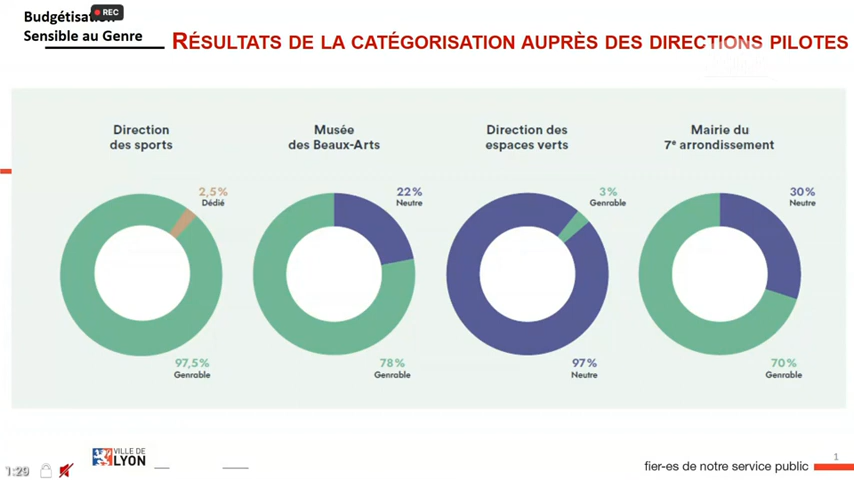 Budgétisation
REC
Sensible au Genre
RÉSULTATS DE LA CATÉGORISATION AUPRÈS DES DIRECTIONS PILOTES
Direction
des sports
2,5%
Dédié
97,5%
Genrable
Musée
des Beaux-Arts
22%
Neutre
78%
Genrable
Direction des
espaces verts
3%
Genrable
97%
Neutre
Mairie du
7e arrondissement
30%
Neutre
70%
Genrable
1:29
VILLE DE
LYON
fier-es de notre service public
1